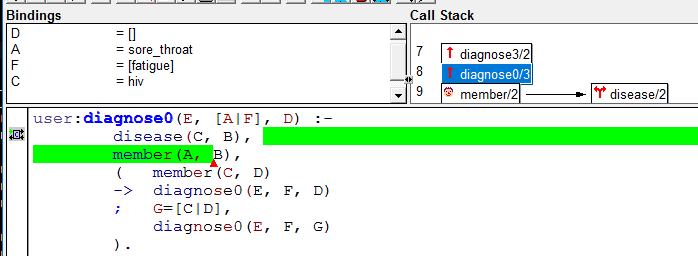 Bindings
D = []
A = sore_throat
F = [fatigue]
C = hiv
Call Stack
7 diagnose3/2
8 diagnose0/3
9 member/2 disease/2
user:diagnose0(E, [A|F], D) :-
disease(C, B),
member(A, B),
( member(C, D)
-> diagnose0(E, F, D)
; G=[C|D],
diagnose0(E, F, G)
).